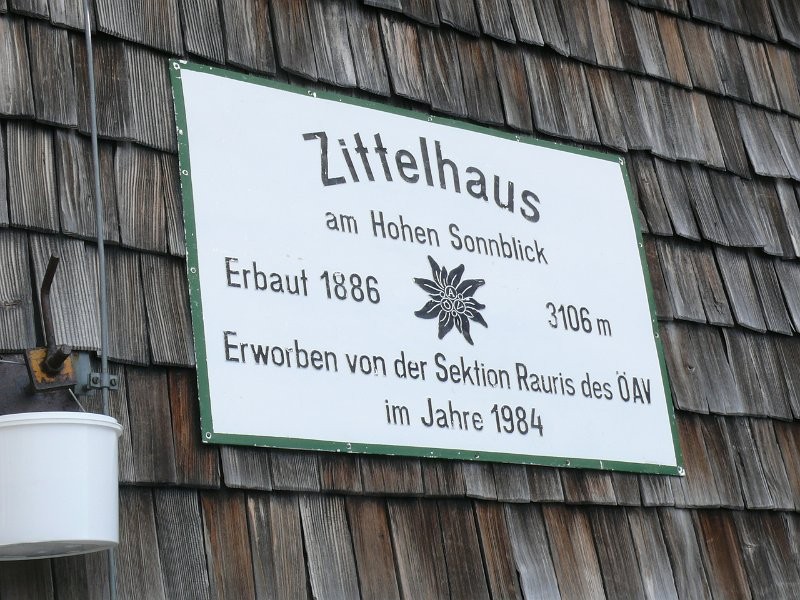 Zittelhaus
am Hohen Sonnblick
Erbaut 1886 3106 m
Erworben von der Sektion Rauris des ÖAV
im Jahre 1984